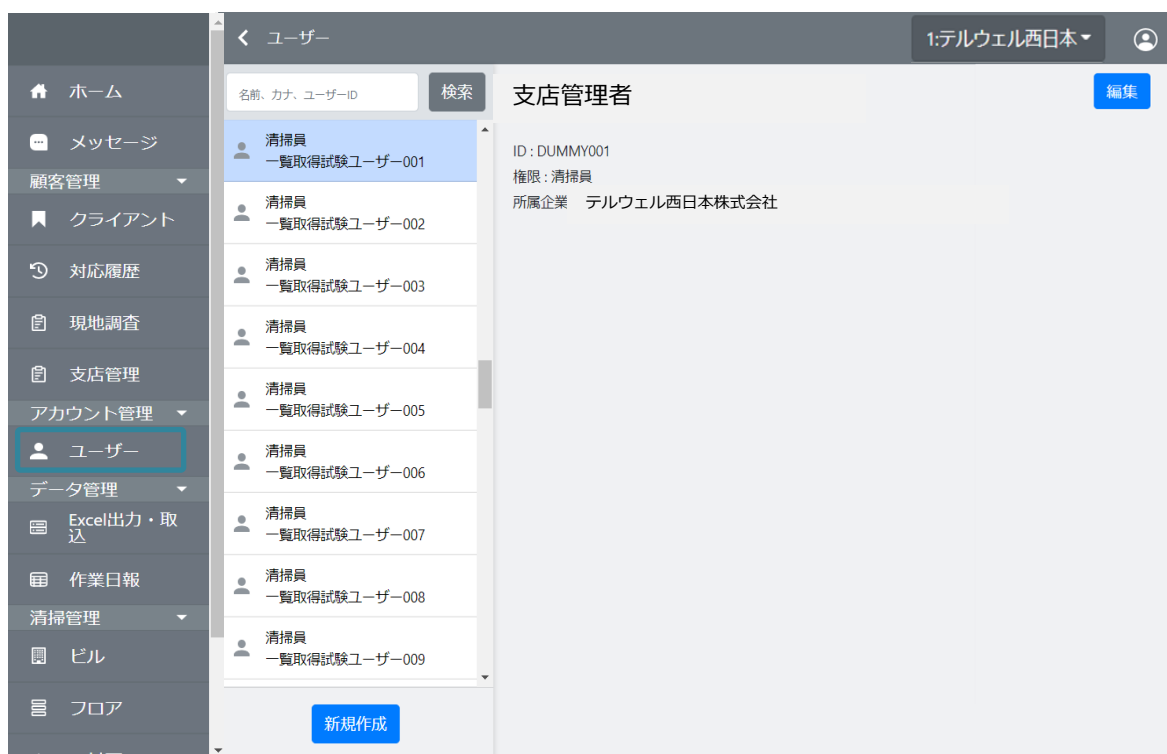 ユーザー
1:テルウェル西日本
ホーム
メッセージ
顧客管理
クライアント
対応履歴
現地調査
支店管理
アカウント管理
ユーザー
データ管理
Excel出力・取
込
作業日報
清掃管理
ビル
フロア
名前、カナ、ユーザーID
検索
清掃員
一覧取得試験ユーザー001
清掃員
一覧取得試験ユーザー002
清掃員
一覧取得試験ユーザー003
清掃員
一覧取得試験ユーザー004
清掃員
一覧取得試験ユーザー005
清掃員
一覧取得試験ユーザー006
清掃員
一覧取得試験ユーザー007
清掃員
一覧取得試験ユーザー008
清掃員
一覧取得試験ユーザー009
新規作成
支店管理者
編集
ID : DUMMY001
権限 : 清掃員
所属企業 テルウェル西日本株式会社